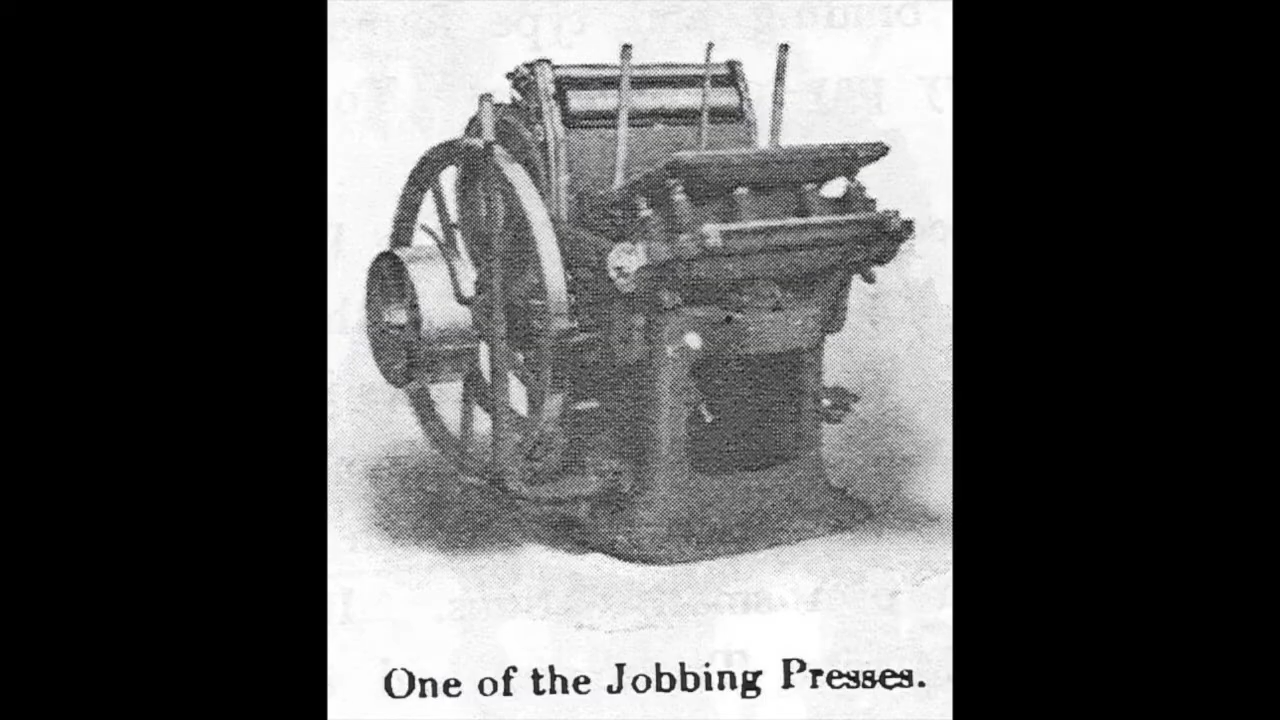 One of the Jobbing Presses.